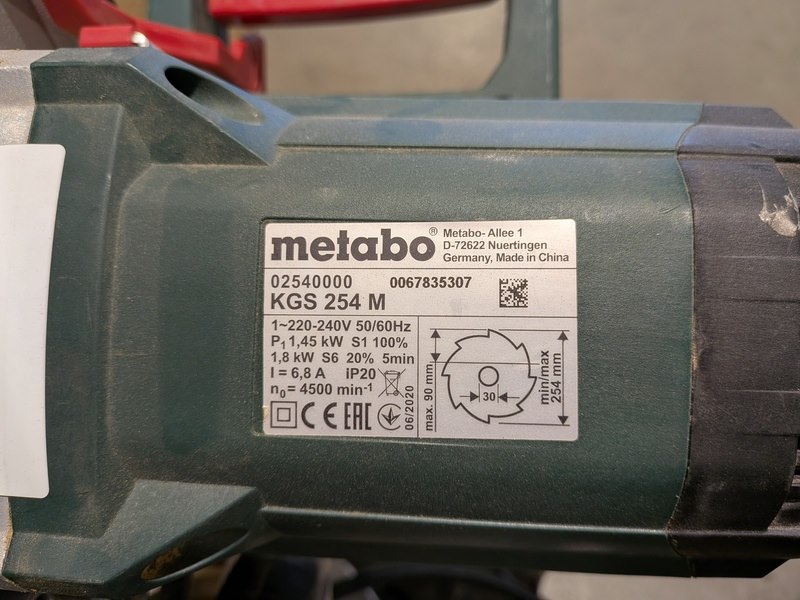 metabo®
Metabo- Allee 1
D-72622 Nuertingen
Germany, Made in China
02540000 0067835307
KGS 254 M
1~220-240V 50/60Hz
P₁ 1,45 kW S1 100%
1,8 kW S6 20% 5min
I = 6,8 A iP20
n₀ = 4500 min⁻¹
CE EAC
06/2020
max. 90 mm
30
min/max
254 mm